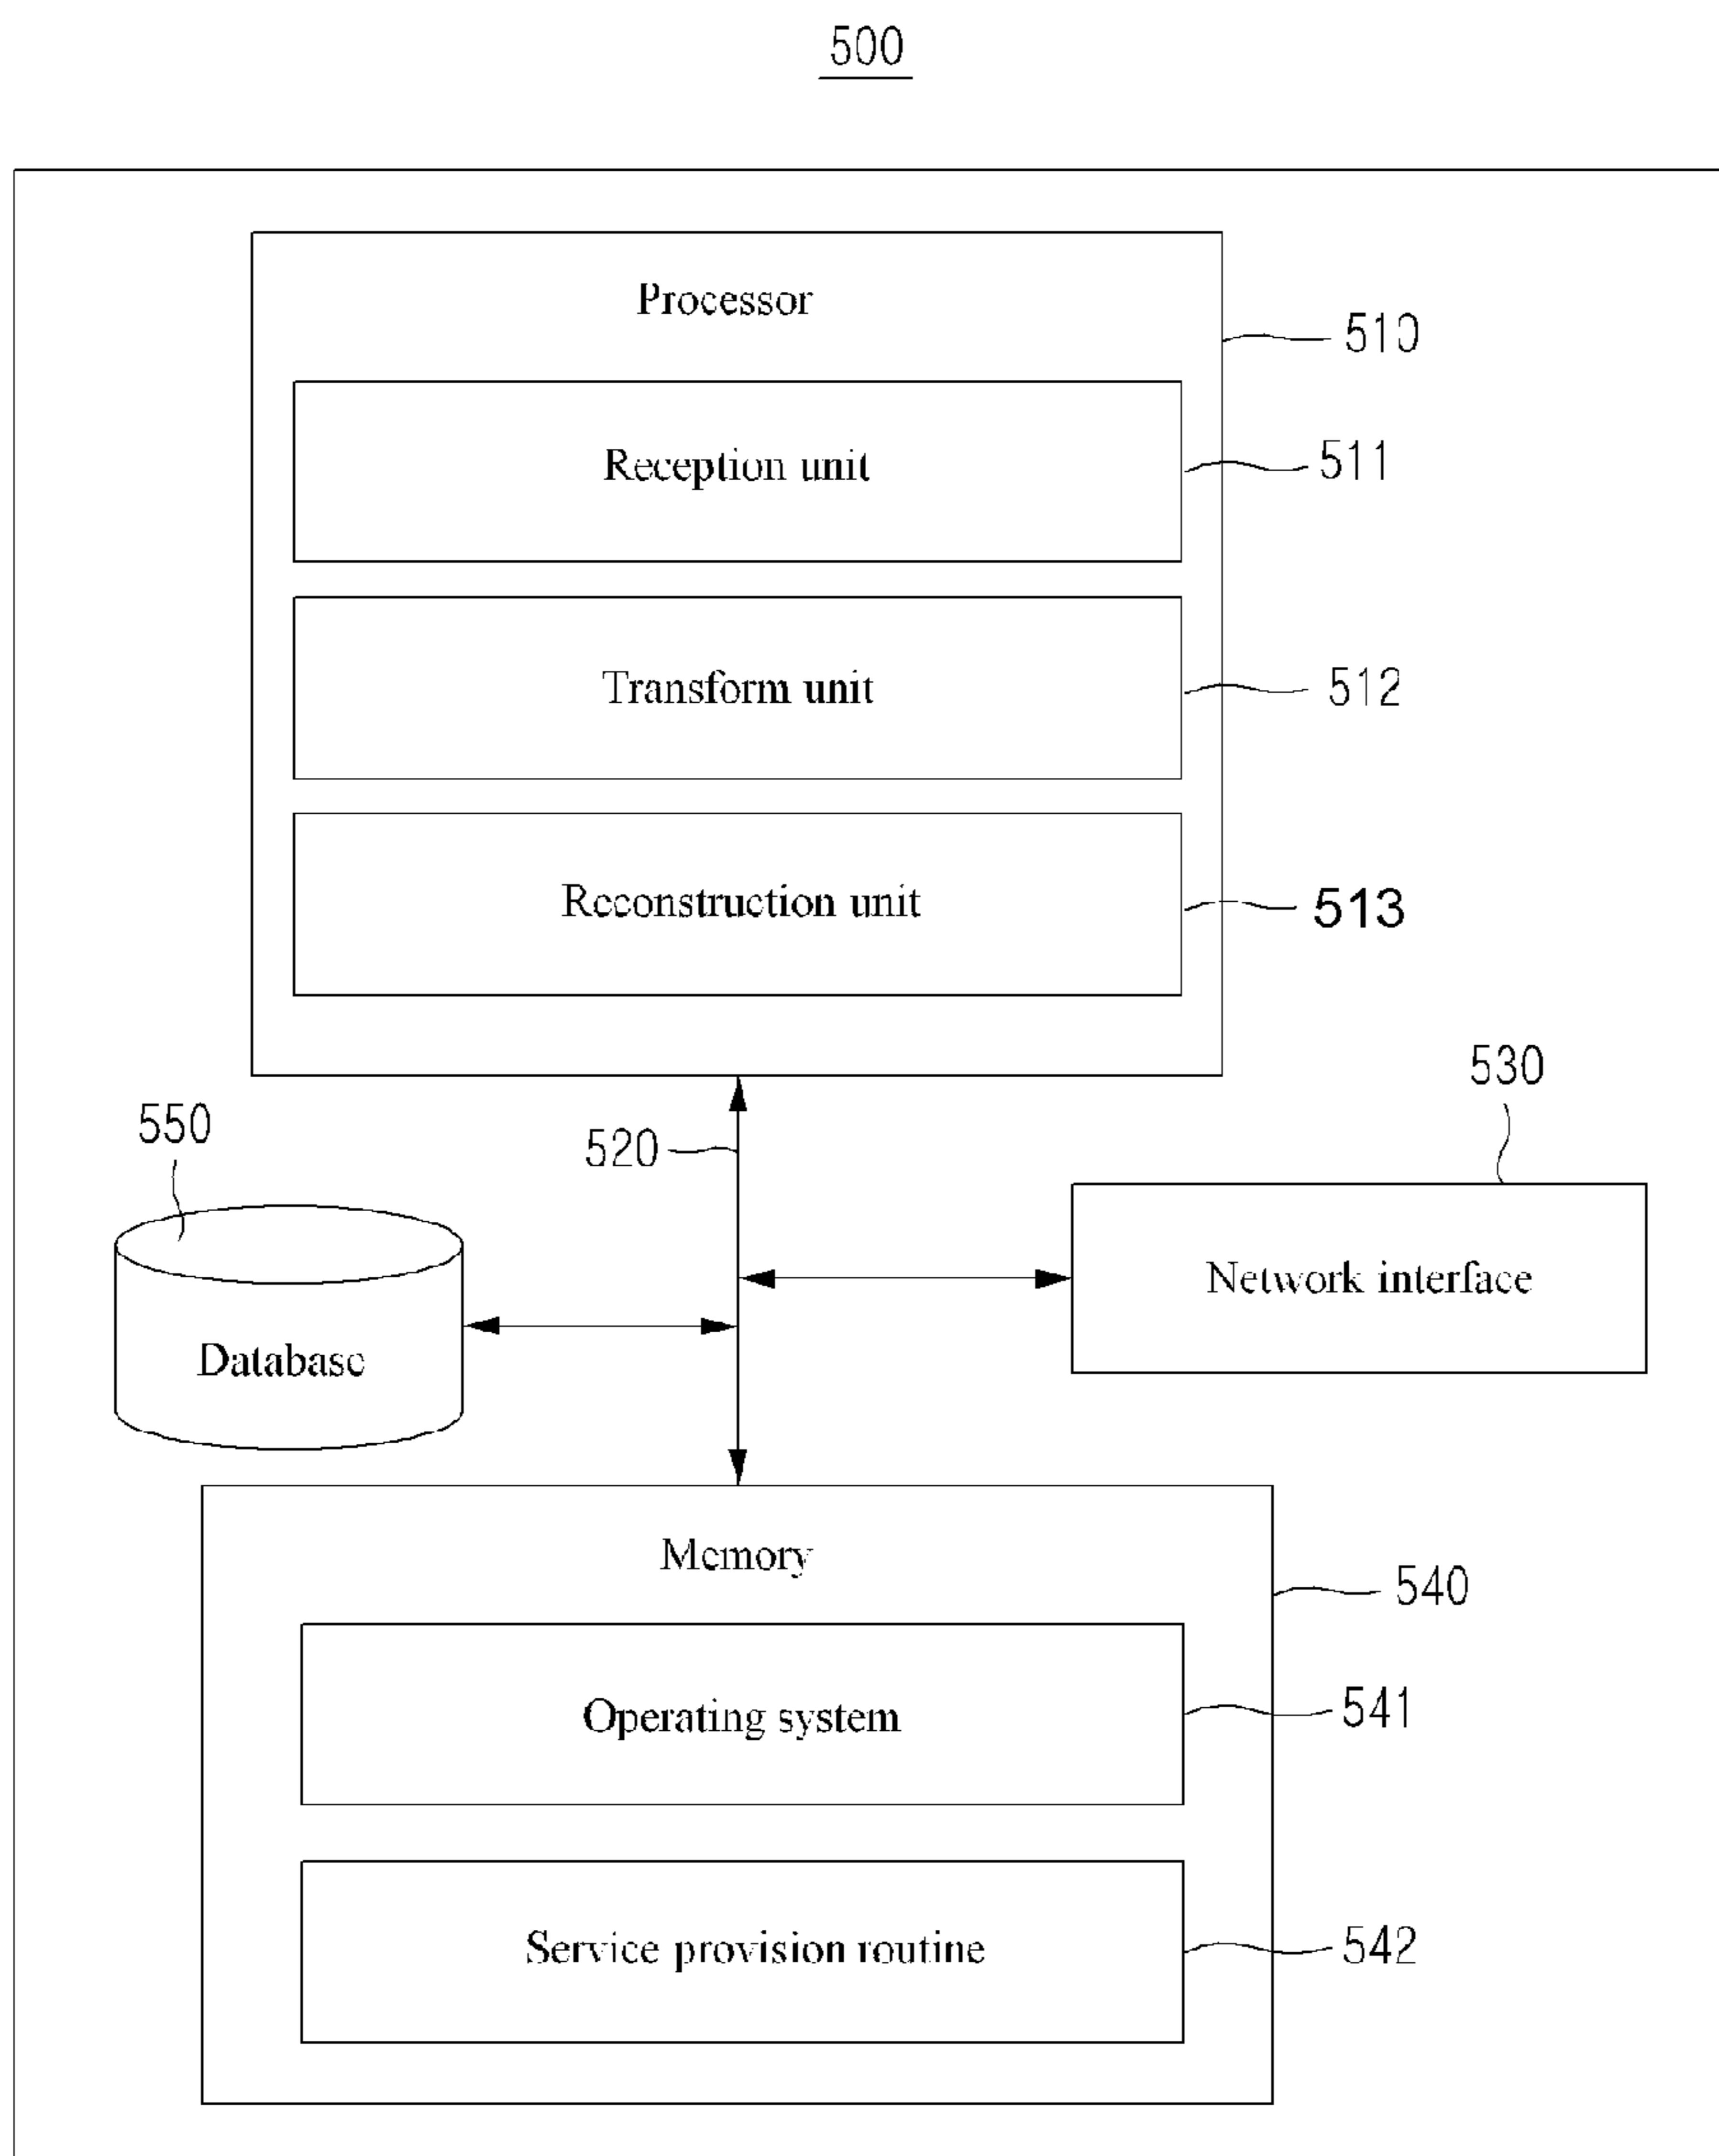 500
Processor
510
Reception unit
511
Transform unit
512
Reconstruction unit
513
530
550
520
Network interface
Database
Memory
540
Operating system
541
Service provision routine
542